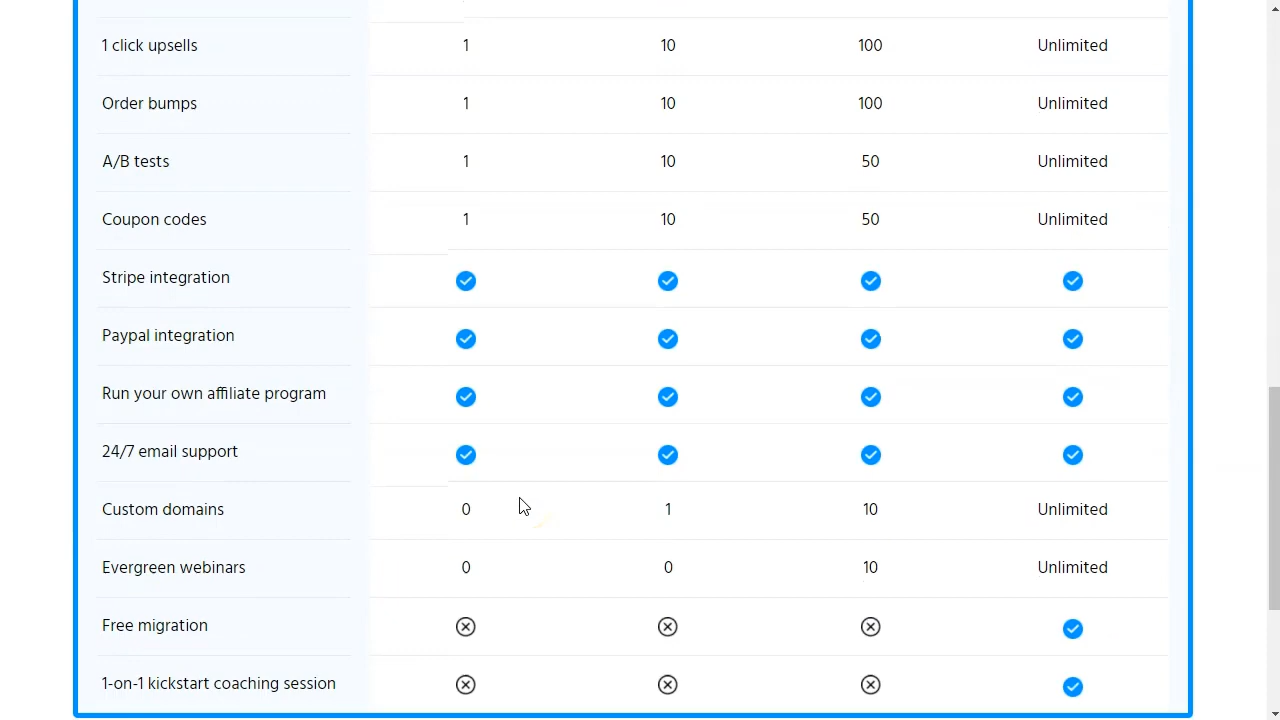 1 click upsells 1 10 100 Unlimited
Order bumps 1 10 100 Unlimited
A/B tests 1 10 50 Unlimited
Coupon codes 1 10 50 Unlimited
Stripe integration
Paypal integration
Run your own affiliate program
24/7 email support
Custom domains 0 1 10 Unlimited
Evergreen webinars 0 0 10 Unlimited
Free migration
1-on-1 kickstart coaching session